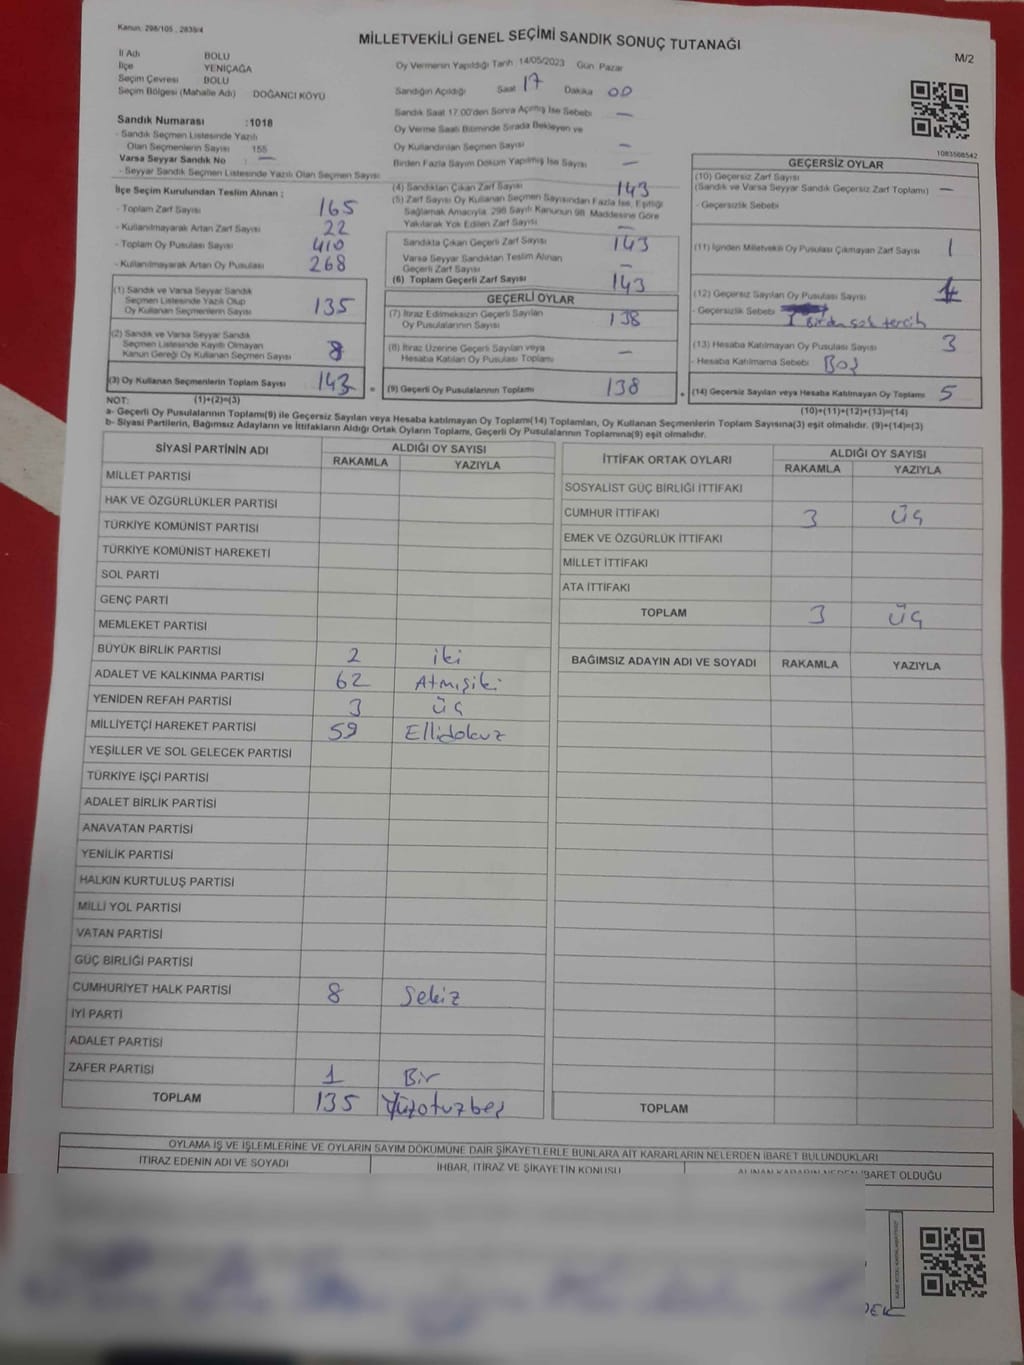 Kanun: 298/105 , 2839/4
MİLLETVEKİLİ GENEL SEÇİMİ SANDIK SONUÇ TUTANAĞI
M/2
İl Adı BOLU
İlçe YENİÇAĞA
Seçim Çevresi BOLU
Seçim Bölgesi (Mahalle Adı) DOĞANCI KÖYÜ
Oy Vermenin Yapıldığı Tarih 14/05/2023 Gün Pazar
Sandığın Açıldığı Saat 17 Dakika 00
Sandık Saat 17.00'den Sonra Açılmış İse Sebebi —
Oy Verme Saati Bitiminde Sırada Bekleyen ve
Oy Kullandırılan Seçmen Sayısı —
Birden Fazla Sayım Döküm Yapılmış İse Sayısı —
Sandık Numarası :1018
- Sandık Seçmen Listesinde Yazılı
Olan Seçmenlerin Sayısı 155
Varsa Seyyar Sandık No : —
- Seyyar Sandık Seçmen Listesinde Yazılı Olan Seçmen Sayısı
1083568542
İlçe Seçim Kurulundan Teslim Alınan ;
- Toplam Zarf Sayısı 165
- Kullanılmayarak Artan Zarf Sayısı 22
- Toplam Oy Pusulası Sayısı 410
- Kullanılmayarak Artan Oy Pusulası 268
(1) Sandık ve Varsa Seyyar Sandık
Seçmen Listesinde Yazılı Olup
Oy Kullanan Seçmenlerin Sayısı 135
(2) Sandık ve Varsa Seyyar Sandık
Seçmen Listesinde Kayıtlı Olmayan
Kanun Gereği Oy Kullanan Seçmen Sayısı 8
(3) Oy Kullanan Seçmenlerin Toplam Sayısı 143
(4) Sandıktan Çıkan Zarf Sayısı 143
(5) Zarf Sayısı Oy Kullanan Seçmen Sayısından Fazla İse, Eşitliği
Sağlamak Amacıyla, 298 Sayılı Kanunun 98. Maddesine Göre
Yakılarak Yok Edilen Zarf Sayısı —
Sandıkta Çıkan Geçerli Zarf Sayısı 143
Varsa Seyyar Sandıktan Teslim Alınan
Geçerli Zarf Sayısı —
(6) Toplam Geçerli Zarf Sayısı 143
GEÇERLİ OYLAR
(7) İtiraz Edilmeksizin Geçerli Sayılan
Oy Pusulalarının Sayısı 138
(8) İtiraz Üzerine Geçerli Sayılan veya
Hesaba Katılan Oy Pusulası Toplamı —
= (9) Geçerli Oy Pusulalarının Toplamı 138
GEÇERSİZ OYLAR
(10) Geçersiz Zarf Sayısı
(Sandık ve Varsa Seyyar Sandık Geçersiz Zarf Toplamı) —
- Geçersizlik Sebebi
(11) İçinden Milletvekili Oy Pusulası Çıkmayan Zarf Sayısı 1
(12) Geçersiz Sayılan Oy Pusulası Sayısı 1
- Geçersizlik Sebebi
Birden çok tercih
(13) Hesaba Katılmayan Oy Pusulası Sayısı 3
- Hesaba Katılmama Sebebi Boş
+ (14) Geçersiz Sayılan veya Hesaba Katılmayan Oy Toplamı 5
NOT: (1)+(2)=(3)
(10)+(11)+(12)+(13)=(14)
a- Geçerli Oy Pusulalarının Toplamı(9) ile Geçersiz Sayılan veya Hesaba katılmayan Oy Toplamı(14) Toplamları, Oy Kullanan Seçmenlerin Toplam Sayısına(3) eşit olmalıdır. (9)+(14)=(3)
b- Siyasi Partilerin, Bağımsız Adayların ve İttifakların Aldığı Ortak Oyların Toplamı, Geçerli Oy Pusulalarının Toplamına(9) eşit olmalıdır.
SİYASİ PARTİNİN ADI ALDIĞI OY SAYISI
RAKAMLA YAZIYLA
MİLLET PARTİSİ
HAK VE ÖZGÜRLÜKLER PARTİSİ
TÜRKİYE KOMÜNİST PARTİSİ
TÜRKİYE KOMÜNİST HAREKETİ
SOL PARTİ
GENÇ PARTİ
MEMLEKET PARTİSİ
BÜYÜK BİRLİK PARTİSİ 2 iki
ADALET VE KALKINMA PARTİSİ 62 Atmışiki
YENİDEN REFAH PARTİSİ 3 üç
MİLLİYETÇİ HAREKET PARTİSİ 59 Ellidokuz
YEŞİLLER VE SOL GELECEK PARTİSİ
TÜRKİYE İŞÇİ PARTİSİ
ADALET BİRLİK PARTİSİ
ANAVATAN PARTİSİ
YENİLİK PARTİSİ
HALKIN KURTULUŞ PARTİSİ
MİLLİ YOL PARTİSİ
VATAN PARTİSİ
GÜÇ BİRLİĞİ PARTİSİ
CUMHURİYET HALK PARTİSİ 8 Sekiz
İYİ PARTİ
ADALET PARTİSİ
ZAFER PARTİSİ 1 Bir
TOPLAM 135 Yüzotuzbeş
İTTİFAK ORTAK OYLARI ALDIĞI OY SAYISI
RAKAMLA YAZIYLA
SOSYALİST GÜÇ BİRLİĞİ İTTİFAKI
CUMHUR İTTİFAKI 3 üç
EMEK VE ÖZGÜRLÜK İTTİFAKI
MİLLET İTTİFAKI
ATA İTTİFAKI
TOPLAM 3 üç
BAĞIMSIZ ADAYIN ADI VE SOYADI RAKAMLA YAZIYLA
TOPLAM
OYLAMA İŞ VE İŞLEMLERİNE VE OYLARIN SAYIM DÖKÜMÜNE DAİR ŞİKAYETLERLE BUNLARA AİT KARARLARIN NELERDEN İBARET BULUNDUKLARI
İTİRAZ EDENİN ADI VE SOYADI İHBAR, İTİRAZ VE ŞİKAYETİN KONUSU ALINAN KARARIN NEDEN İBARET OLDUĞU